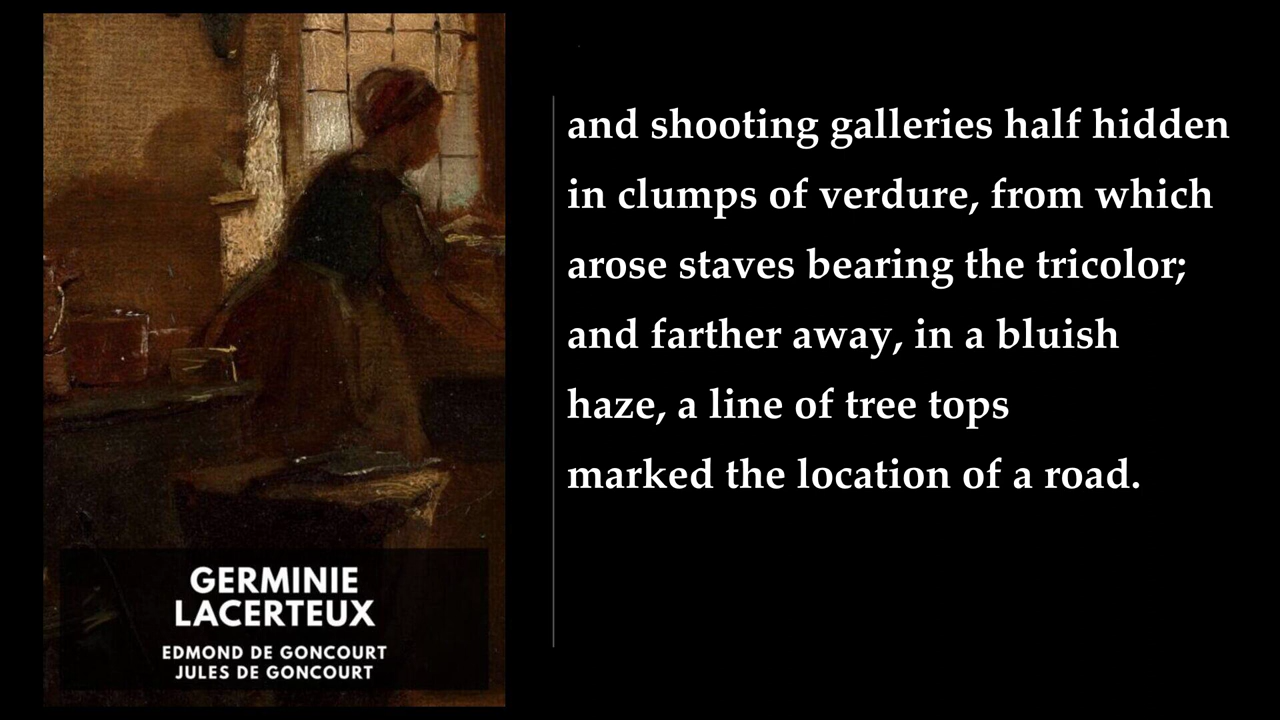 GERMINIE
LACERTEUX
EDMOND DE GONCOURT
JULES DE GONCOURT
and shooting galleries half hidden
in clumps of verdure, from which
arose staves bearing the tricolor;
and farther away, in a bluish
haze, a line of tree tops
marked the location of a road.